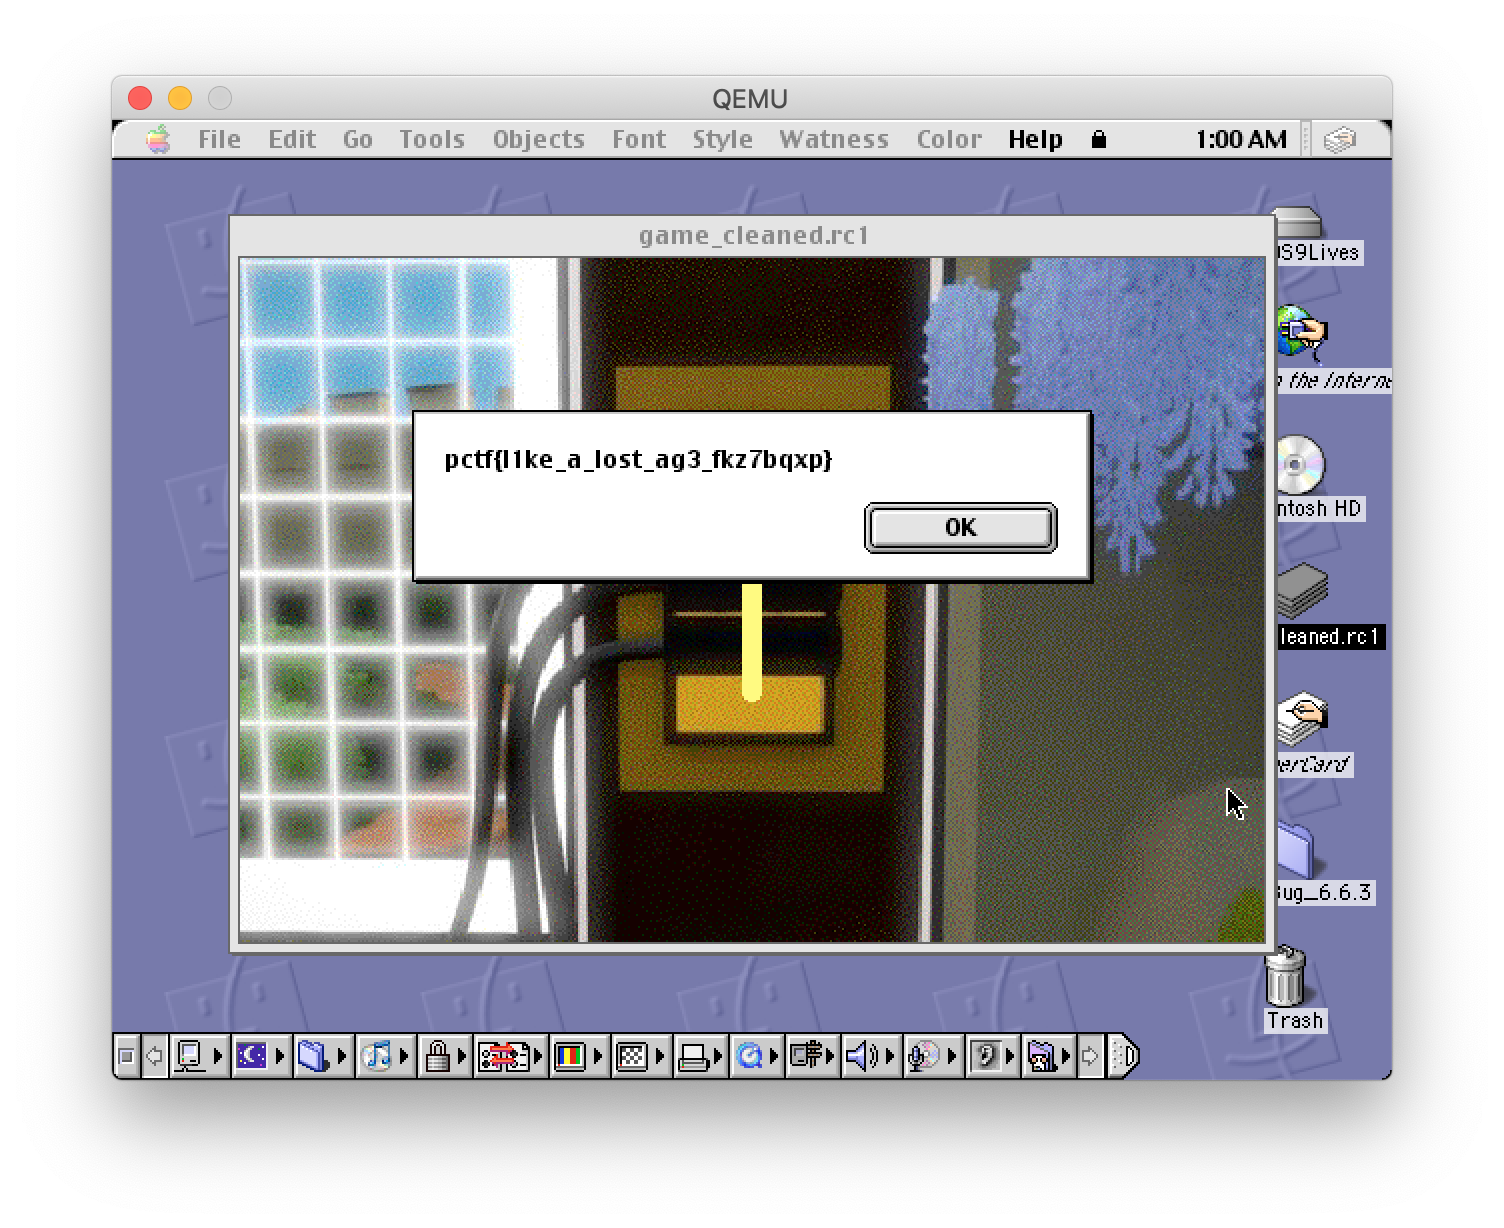 QEMU
File Edit Go Tools Objects Font Style Watness Color Help 1:00 AM
game_cleaned.rc1
S9Lives
the Interne
pctf{l1ke_a_lost_ag3_fkz7bqxp}
OK
ntosh HD
leaned.rc1
erCard
ug_6.6.3
Trash